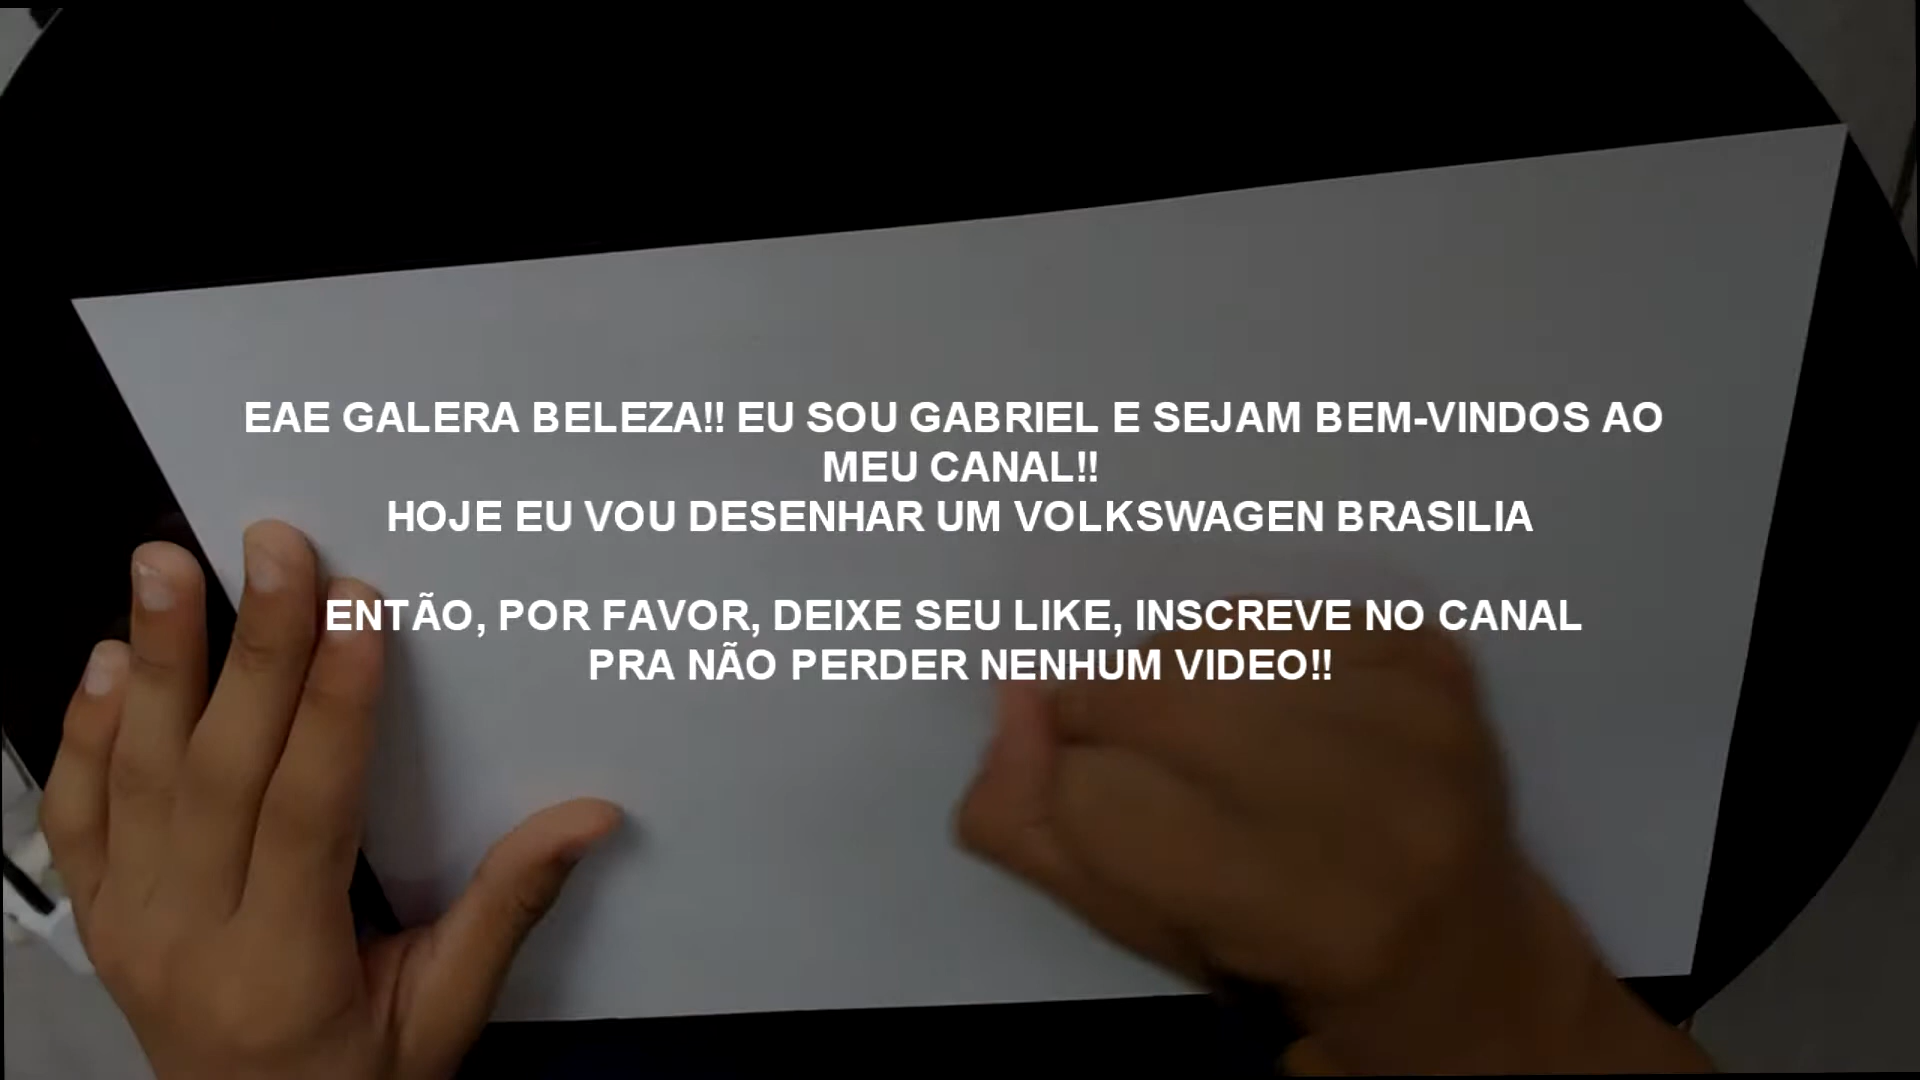 EAE GALERA BELEZA!! EU SOU GABRIEL E SEJAM BEM-VINDOS AO
MEU CANAL!!
HOJE EU VOU DESENHAR UM VOLKSWAGEN BRASILIA
ENTÃO, POR FAVOR, DEIXE SEU LIKE, INSCREVE NO CANAL
PRA NÃO PERDER NENHUM VIDEO!!